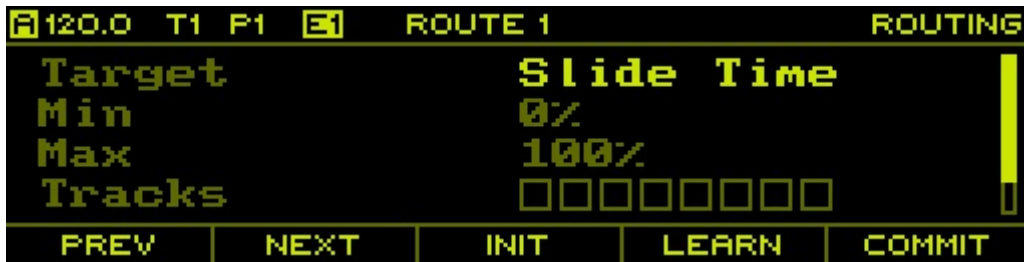 A 120.0 T1 P1 E1 ROUTE 1 ROUTING
Target Slide Time
Min 0%
Max 100%
Tracks
PREV NEXT INIT LEARN COMMIT